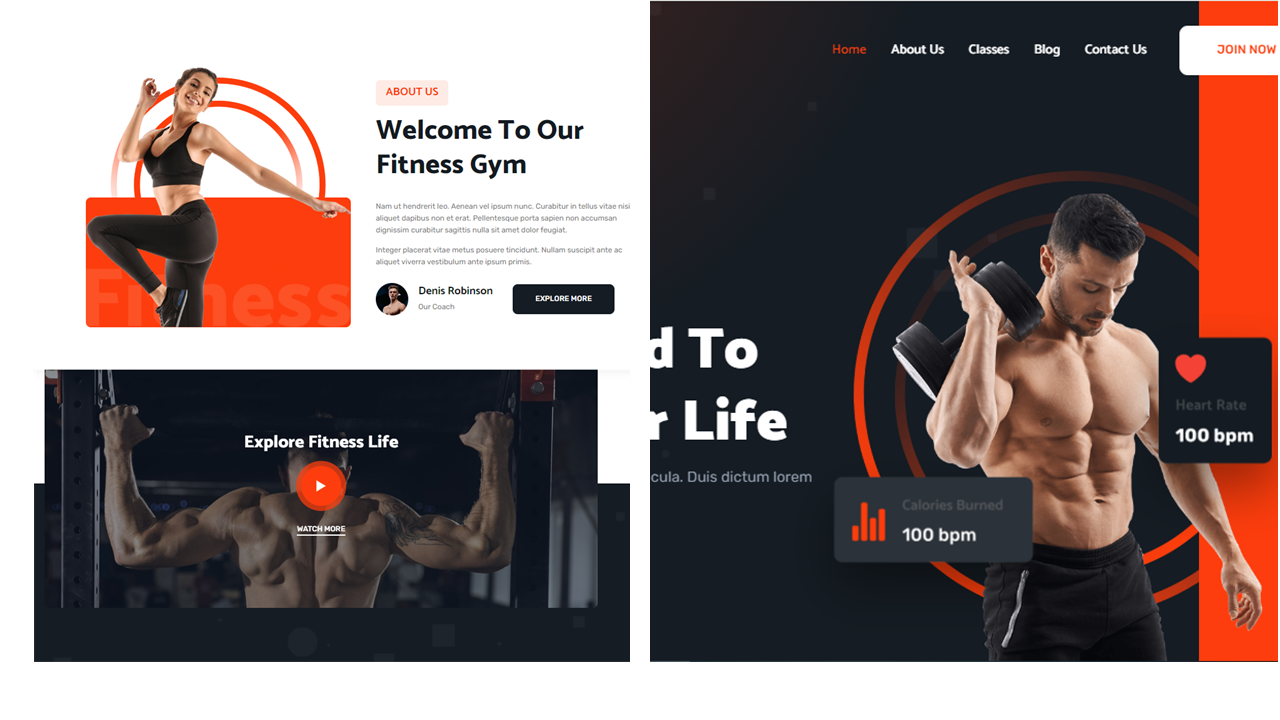 ABOUT US
Welcome To Our
Fitness Gym
Nam ut hendrerit leo. Aenean vel ipsum nunc. Curabitur in tellus vitae nisi
aliquet dapibus non et erat. Pellentesque porta sapien non accumsan
dignissim curabitur sagittis nulla sit amet dolor feugiat.
Integer placerat vitae metus posuere tincidunt. Nullam suscipit ante ac
aliquet viverra vestibulum ante ipsum primis.
Denis Robinson
Our Coach
EXPLORE MORE
Fitness
Explore Fitness Life
WATCH MORE
Home About Us Classes Blog Contact Us JOIN NOW
d To
r Life
cula. Duis dictum lorem
Heart Rate
100 bpm
Calories Burned
100 bpm